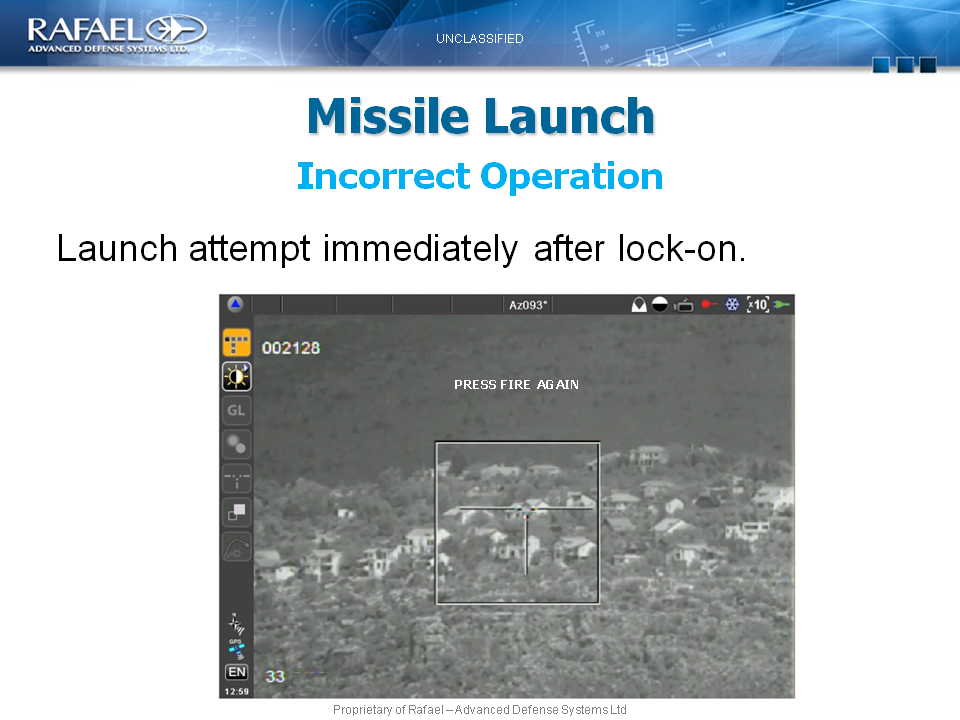 RAFAEL
ADVANCED DEFENSE SYSTEMS LTD.
UNCLASSIFIED
Missile Launch
Incorrect Operation
Launch attempt immediately after lock-on.
Az093°
x10
002128
PRESS FIRE AGAIN
GL
N
GPS
EN
33
12:59
Proprietary of Rafael – Advanced Defense Systems Ltd